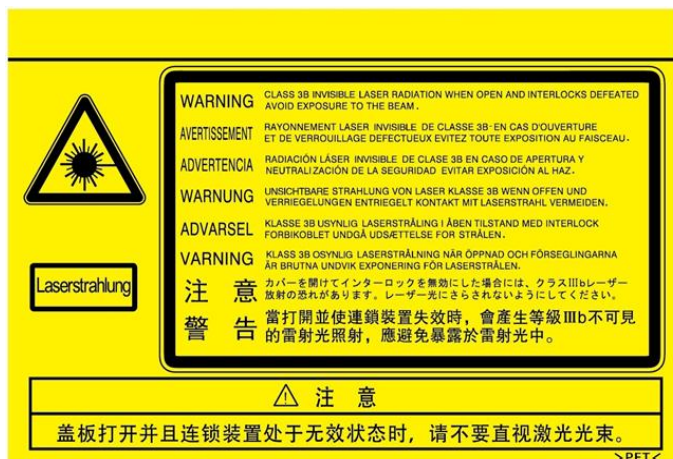 WARNING CLASS 3B INVISIBLE LASER RADIATION WHEN OPEN AND INTERLOCKS DEFEATED
AVOID EXPOSURE TO THE BEAM.
AVERTISSEMENT RAYONNEMENT LASER INVISIBLE DE CLASSE 3B-EN CAS D'OUVERTURE
ET DE VERROUILLAGE DEFECTUEUX EVITEZ TOUTE EXPOSITION AU FAISCEAU-
ADVERTENCIA RADIACIÓN LÁSER INVISIBLE DE CLASE 3B EN CASO DE APERTURA Y
NEUTRALIZACIÓN DE LA SEGURIDAD EVITAR EXPOSICIÓN AL HAZ.
WARNUNG UNSICHTBARE STRAHLUNG VON LASER KLASSE 3B WENN OFFEN UND
VERRIEGELUNGEN ENTRIEGELT KONTAKT MIT LASERSTRAHL VERMEIDEN.
ADVARSEL KLASSE 3B USYNLIG LASERSTRÅLING I ÅBEN TILSTAND MED INTERLOCK
FORBIKOBLET UNDGÅ UDSÆTTELSE FOR STRÅLEN.
VARNING KLASS 3B OSYNLIG LASERSTRÅLNING NÄR ÖPPNAD OCH FÖRSEGLINGARNA
ÄR BRUTNA UNDVIK EXPONERING FÖR LASERSTRÅLEN.
注 意 カバーを開けてインターロックを無効にした場合には、クラスIIIbレーザー
放射の恐れがあります。レーザー光にさらされないようにしてください。
警 告 當打開並使連鎖裝置失效時，會產生等級IIIb不可見
的雷射光照射，應避免暴露於雷射光中。
Laserstrahlung
注 意
盖板打开并且连锁装置处于无效状态时，请不要直视激光光束。
>PET<